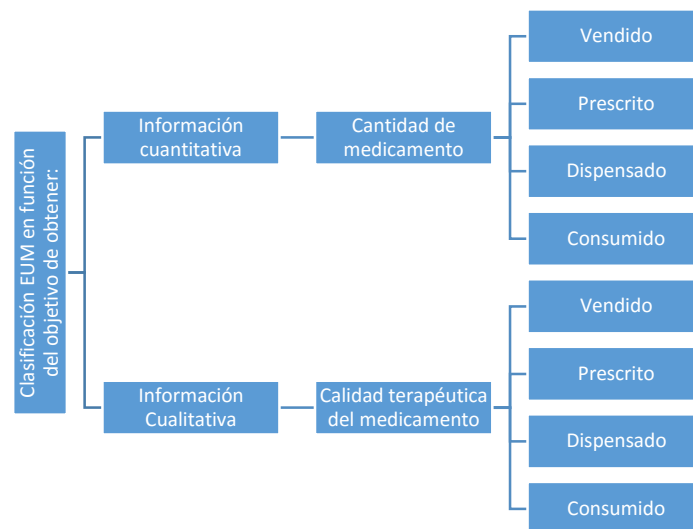 Clasificación EUM en función
del objetivo de obtener:
Información
cuantitativa
Cantidad de
medicamento
Vendido
Prescrito
Dispensado
Consumido
Información
Cualitativa
Calidad terapéutica
del medicamento
Vendido
Prescrito
Dispensado
Consumido